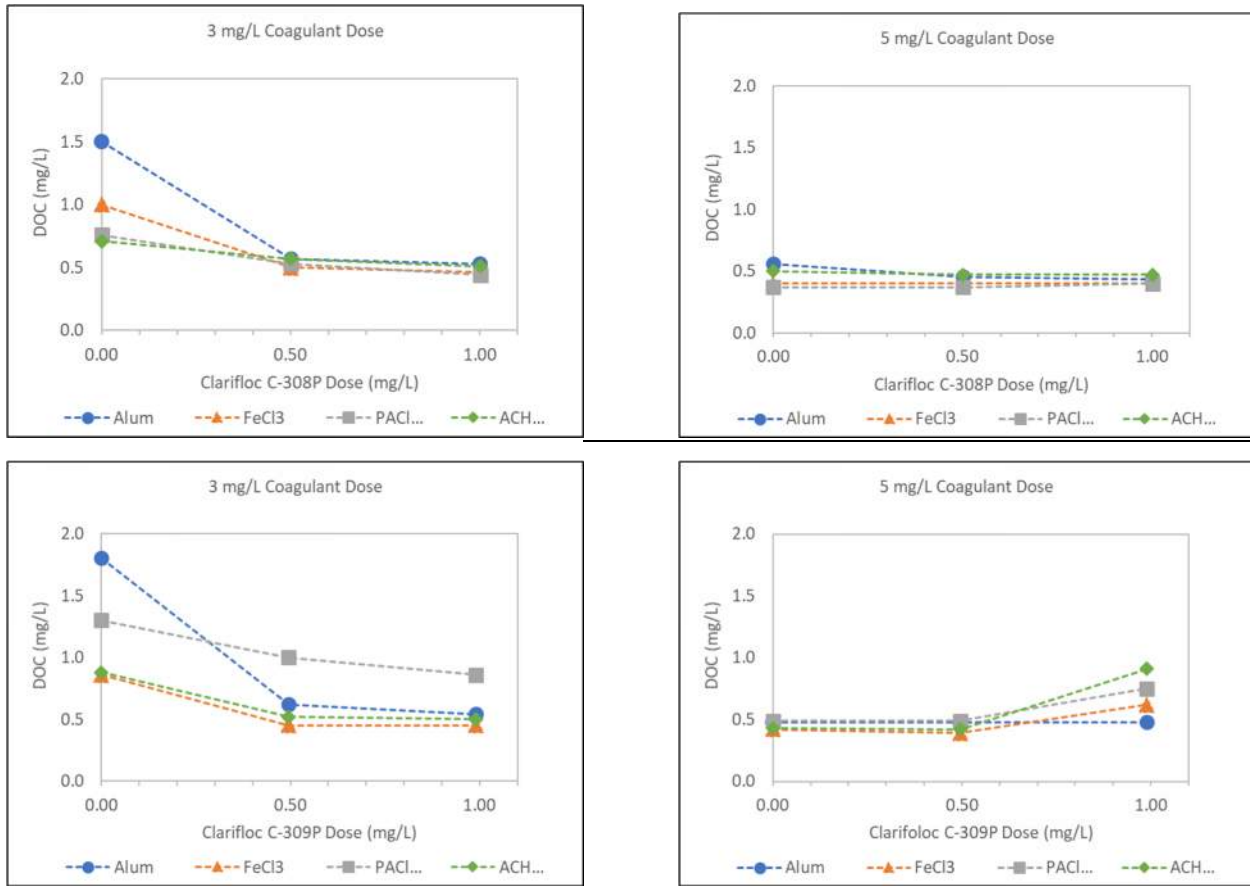 3 mg/L Coagulant Dose
2.0
1.5
1.0
0.5
0.0
DOC (mg/L)
0.00 0.50 1.00
Clarifloc C-308P Dose (mg/L)
Alum FeCl3 PACl... ACH...
5 mg/L Coagulant Dose
2.0
1.5
1.0
0.5
0.0
DOC (mg/L)
0.00 0.50 1.00
Clarifloc C-308P Dose (mg/L)
Alum FeCl3 PACl... ACH...
3 mg/L Coagulant Dose
2.0
1.5
1.0
0.5
0.0
DOC (mg/L)
0.00 0.50 1.00
Clarifloc C-309P Dose (mg/L)
Alum FeCl3 PACl... ACH...
5 mg/L Coagulant Dose
2.0
1.5
1.0
0.5
0.0
DOC (mg/L)
0.00 0.50 1.00
Clarifoloc C-309P Dose (mg/L)
Alum FeCl3 PACl... ACH...